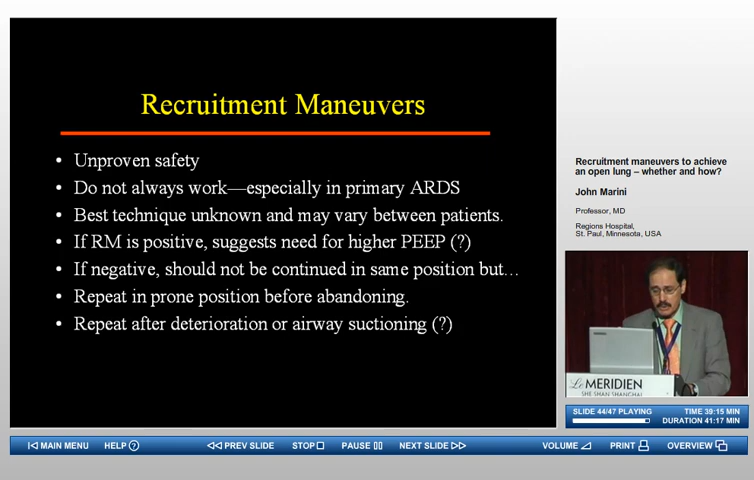 Recruitment Maneuvers
• Unproven safety
• Do not always work—especially in primary ARDS
• Best technique unknown and may vary between patients.
• If RM is positive, suggests need for higher PEEP (?)
• If negative, should not be continued in same position but…
• Repeat in prone position before abandoning.
• Repeat after deterioration or airway suctioning (?)
Recruitment maneuvers to achieve
an open lung – whether and how?
John Marini
Professor, MD
Regions Hospital,
St. Paul, Minnesota, USA
Le MERIDIEN
SHE SHAN SHANGHAI
SLIDE 44/47 PLAYING
TIME 39:15 MIN
DURATION 41:17 MIN
MAIN MENU
HELP ?
PREV SLIDE
STOP
PAUSE
NEXT SLIDE
VOLUME
PRINT
OVERVIEW